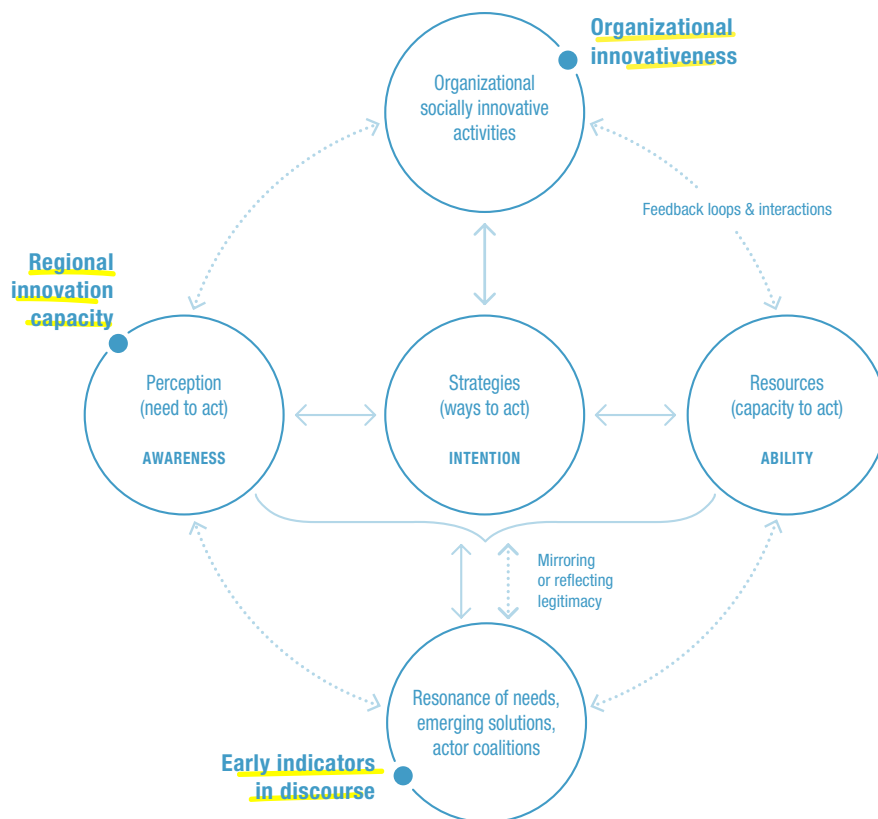 Organizational
innovativeness
Organizational
socially innovative
activities
Feedback loops & interactions
Regional
innovation
capacity
Perception
(need to act)
AWARENESS
Strategies
(ways to act)
INTENTION
Resources
(capacity to act)
ABILITY
Mirroring
or reflecting
legitimacy
Resonance of needs,
emerging solutions,
actor coalitions
Early indicators
in discourse